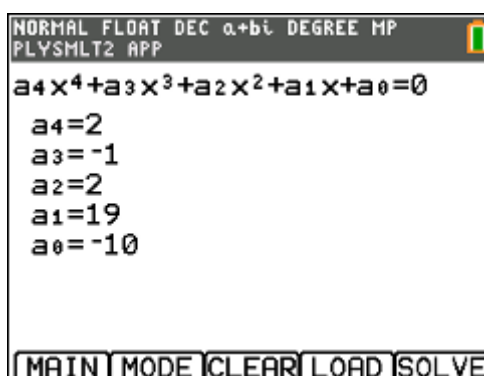 NORMAL FLOAT DEC a+bi DEGREE MP
PLYSMLT2 APP
a₄x⁴+a₃x³+a₂x²+a₁x+a₀=0
a₄=2
a₃=⁻1
a₂=2
a₁=19
a₀=⁻10
MAIN MODE CLEAR LOAD SOLVE